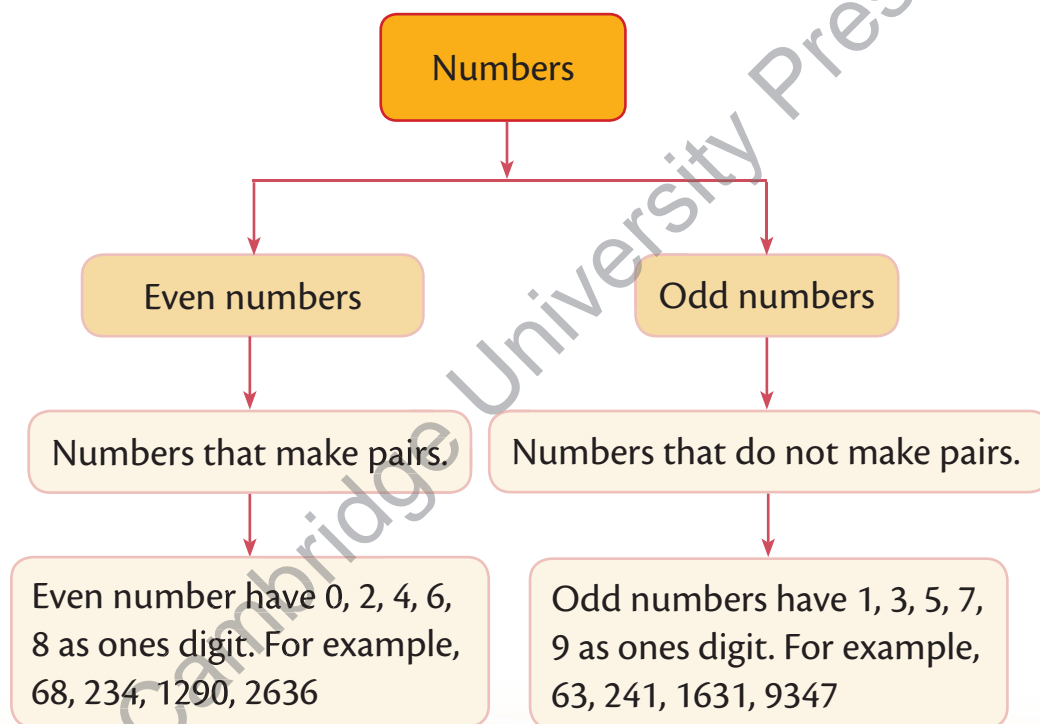 Numbers
Even numbers
Odd numbers
Numbers that make pairs.
Numbers that do not make pairs.
Even number have 0, 2, 4, 6,
8 as ones digit. For example,
68, 234, 1290, 2636
Odd numbers have 1, 3, 5, 7,
9 as ones digit. For example,
63, 241, 1631, 9347
Cambridge University Pres